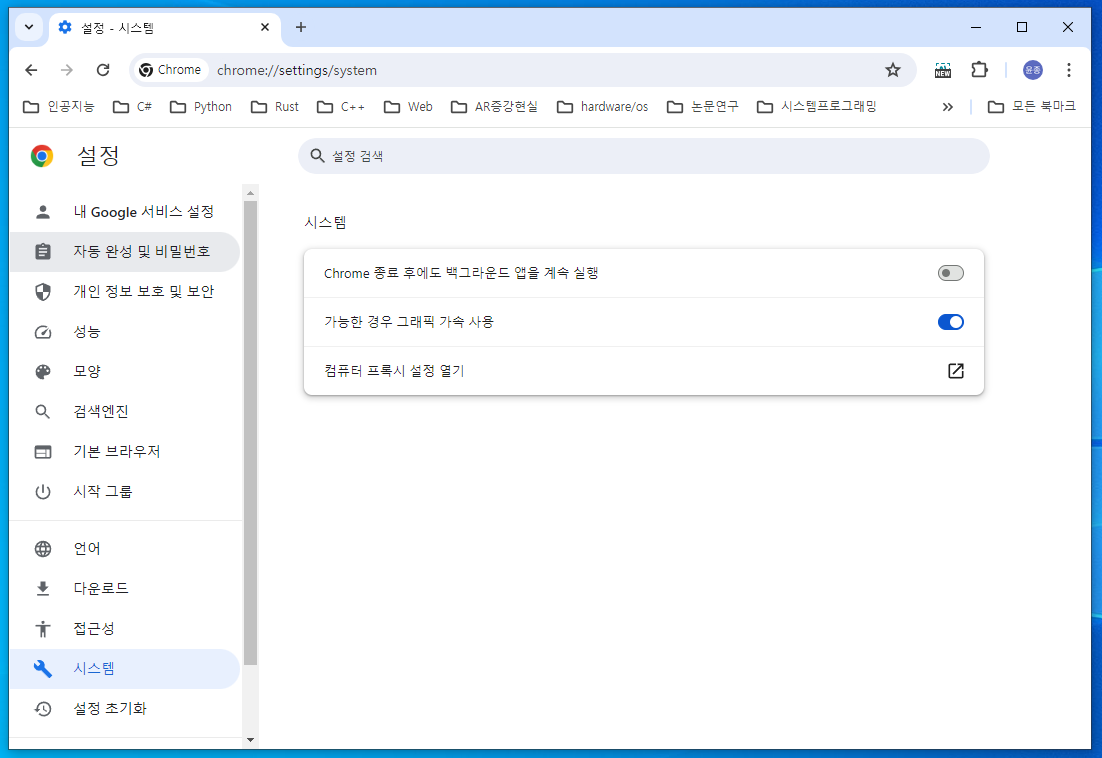 설정 - 시스템
Chrome
chrome://settings/system
NEW
윤종
인공지능
C#
Python
Rust
C++
Web
AR증강현실
hardware/os
논문연구
시스템프로그래밍
모든 북마크
설정
설정 검색
내 Google 서비스 설정
자동 완성 및 비밀번호
개인 정보 보호 및 보안
성능
모양
검색엔진
기본 브라우저
시작 그룹
언어
다운로드
접근성
시스템
설정 초기화
시스템
Chrome 종료 후에도 백그라운드 앱을 계속 실행
가능한 경우 그래픽 가속 사용
컴퓨터 프록시 설정 열기